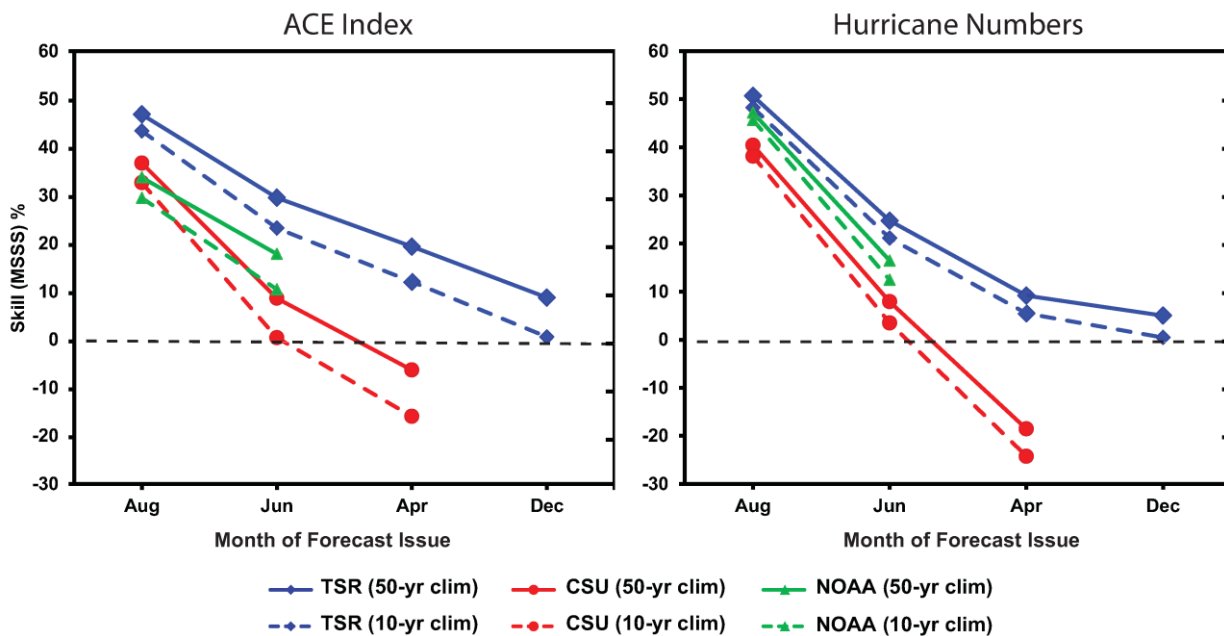 ACE Index
Hurricane Numbers
Skill (MSSS) %
60
50
40
30
20
10
0
-10
-20
-30
Aug Jun Apr Dec
Month of Forecast Issue
60
50
40
30
20
10
0
-10
-20
-30
Aug Jun Apr Dec
Month of Forecast Issue
TSR (50-yr clim) CSU (50-yr clim) NOAA (50-yr clim)
TSR (10-yr clim) CSU (10-yr clim) NOAA (10-yr clim)